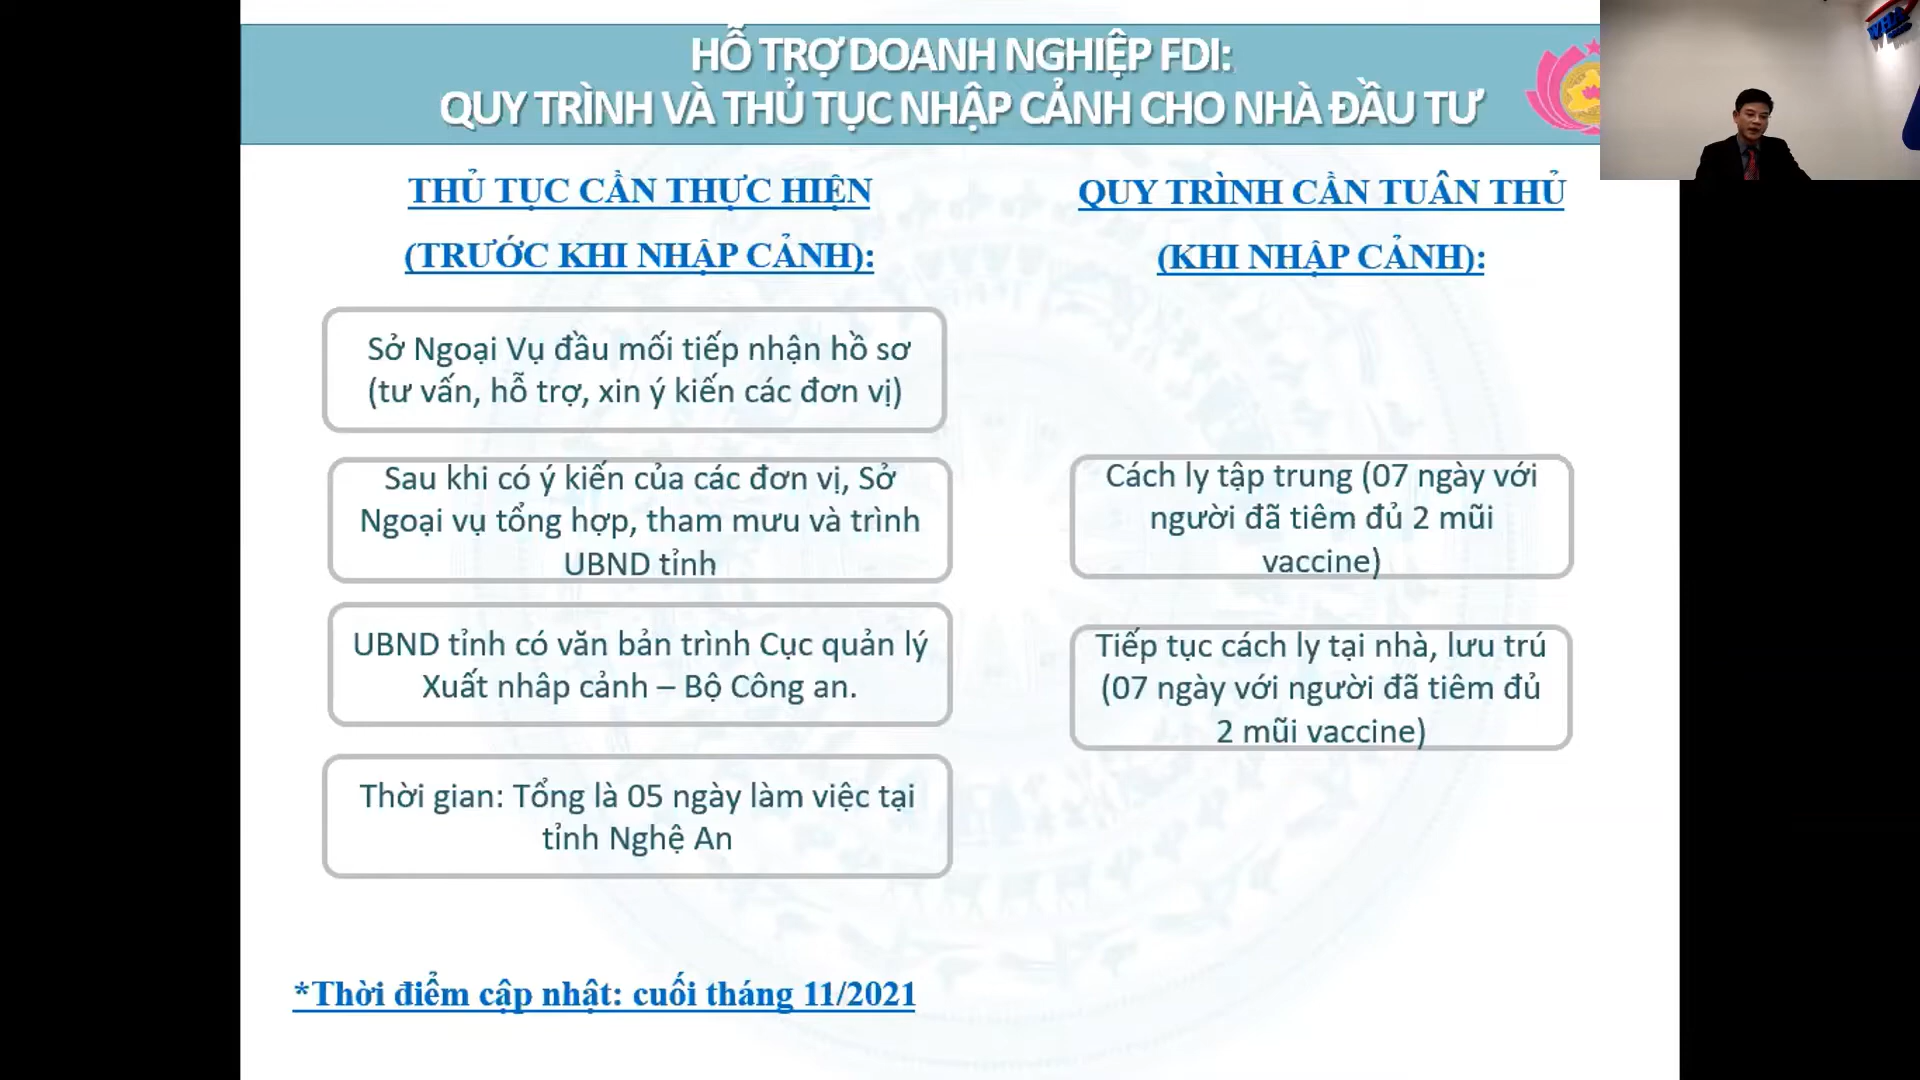 HỖ TRỢ DOANH NGHIỆP FDI:
QUY TRÌNH VÀ THỦ TỤC NHẬP CẢNH CHO NHÀ ĐẦU TƯ
THỦ TỤC CẦN THỰC HIỆN
(TRƯỚC KHI NHẬP CẢNH):
Sở Ngoại Vụ đầu mối tiếp nhận hồ sơ
(tư vấn, hỗ trợ, xin ý kiến các đơn vị)
Sau khi có ý kiến của các đơn vị, Sở
Ngoại vụ tổng hợp, tham mưu và trình
UBND tỉnh
UBND tỉnh có văn bản trình Cục quản lý
Xuất nhâp cảnh – Bộ Công an.
Thời gian: Tổng là 05 ngày làm việc tại
tỉnh Nghệ An
QUY TRÌNH CẦN TUÂN THỦ
(KHI NHẬP CẢNH):
Cách ly tập trung (07 ngày với
người đã tiêm đủ 2 mũi
vaccine)
Tiếp tục cách ly tại nhà, lưu trú
(07 ngày với người đã tiêm đủ
2 mũi vaccine)
*Thời điểm cập nhật: cuối tháng 11/2021
WHA